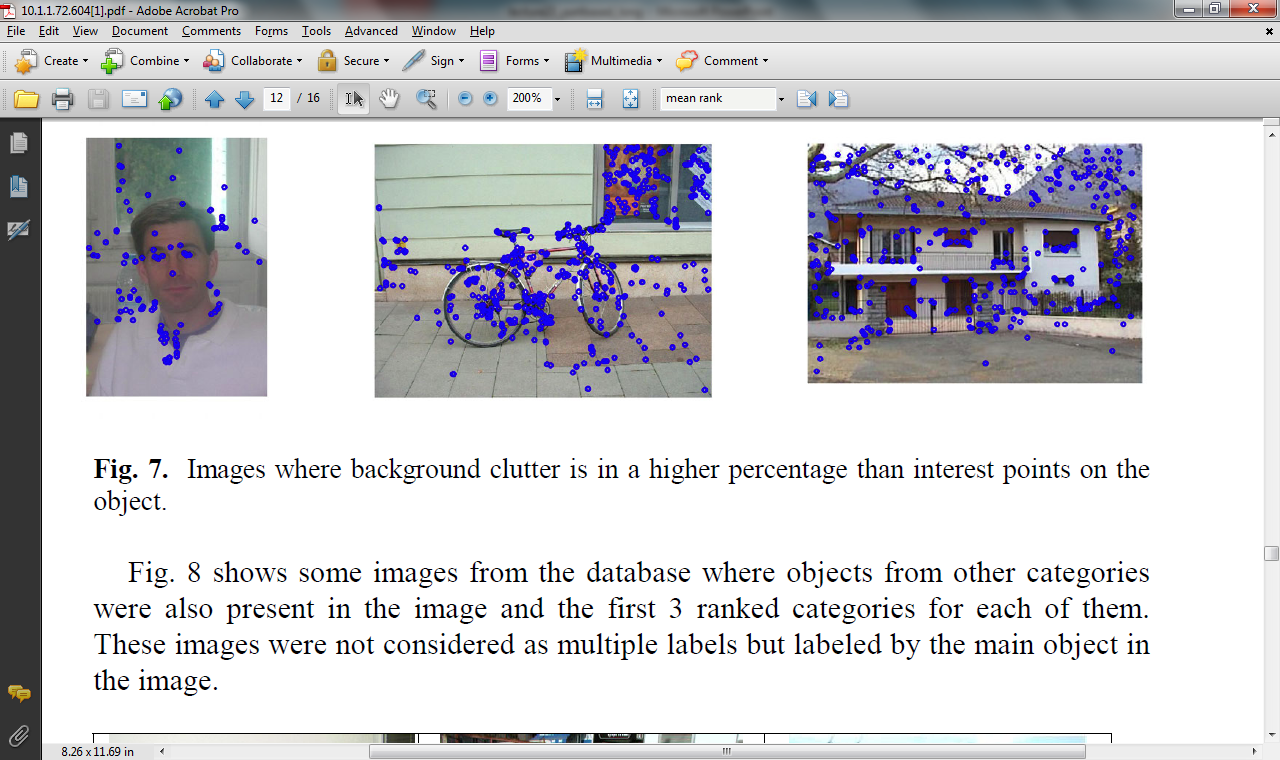 10.1.1.72.604[1].pdf - Adobe Acrobat Pro
File Edit View Document Comments Forms Tools Advanced Window Help
Create Combine Collaborate Secure Sign Forms Multimedia Comment
12 / 16 200% mean rank
Fig. 7. Images where background clutter is in a higher percentage than interest points on the
object.
Fig. 8 shows some images from the database where objects from other categories
were also present in the image and the first 3 ranked categories for each of them.
These images were not considered as multiple labels but labeled by the main object in
the image.
8.26 x 11.69 in